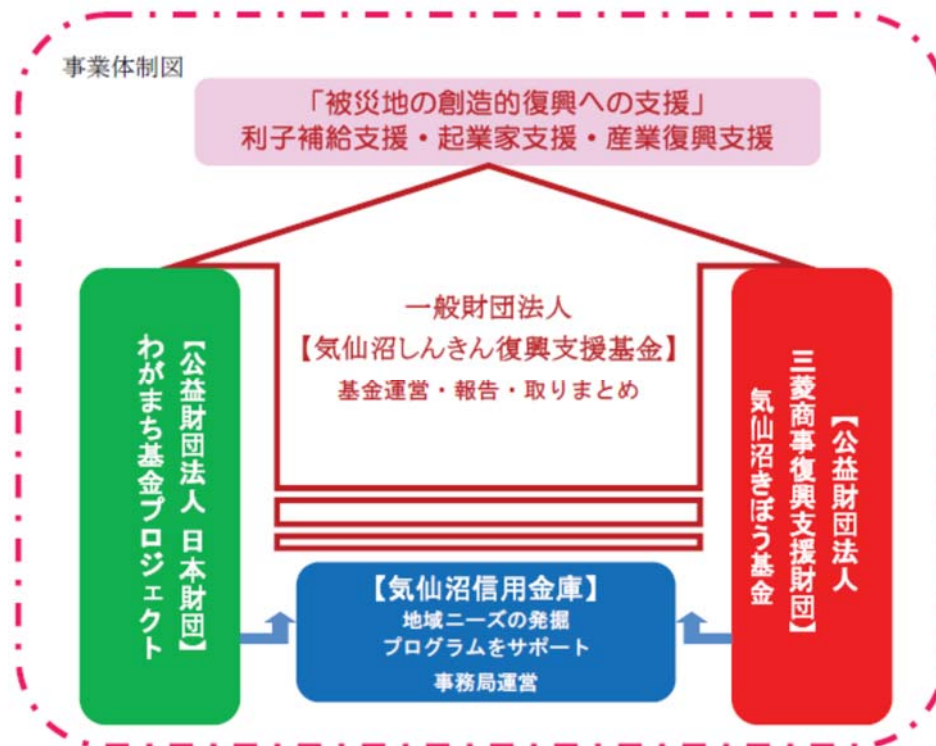 事業体制図
「被災地の創造的復興への支援」
利子補給支援・起業家支援・産業復興支援
一般財団法人
【気仙沼しんきん復興支援基金】
基金運営・報告・取りまとめ
【公益財団法人 日本財団】
わがまち基金プロジェクト
【公益財団法人
三菱商事復興支援財団】
気仙沼きぼう基金
【気仙沼信用金庫】
地域ニーズの発掘
プログラムをサポート
事務局運営